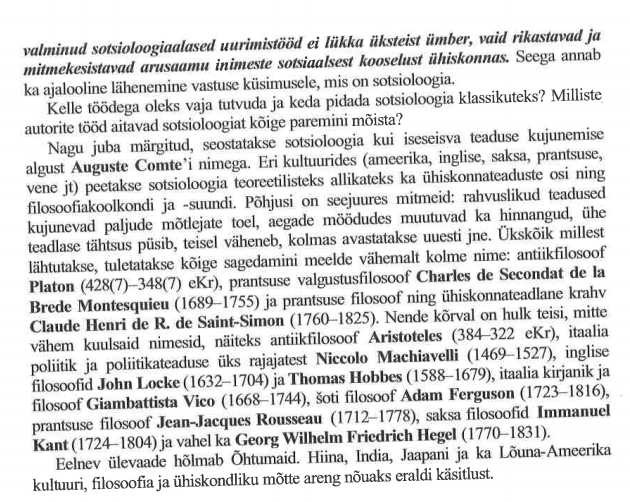 valminud sotsioloogiaalased uurimistööd ei lükka üksteist ümber, vaid rikastavad ja
mitmekesistavad arusaamu inimeste sotsiaalsest kooselust ühiskonnas. Seega annab
ka ajalooline lähenemine vastuse küsimusele, mis on sotsioloogia.
Kelle töödega oleks vaja tutvuda ja keda pidada sotsioloogia klassikuteks? Milliste
autorite tööd aitavad sotsioloogiat kõige paremini mõista?
Nagu juba märgitud, seostatakse sotsioloogia kui iseseisva teaduse kujunemise
algust Auguste Comte'i nimega. Eri kultuurides (ameerika, inglise, saksa, prantsuse,
vene jt) peetakse sotsioloogia teoreetilisteks allikateks ka ühiskonnateaduste osi ning
filosoofiakoolkondi ja -suundi. Põhjusi on seejuures mitmeid: rahvuslikud teadused
kujunevad paljude mõtlejate toel, aegade möödudes muutuvad ka hinnangud, ühe
teadlase tähtsus püsib, teisel väheneb, kolmas avastatakse uuesti jne. Ükskõik millest
lähtutakse, tuletatakse kõige sagedamini meelde vähemalt kolme nime: antiikfilosoof
Platon (428(7)–348(7) eKr), prantsuse valgustusfilosoof Charles de Secondat de la
Brede Montesquieu (1689–1755) ja prantsuse filosoof ning ühiskonnateadlane krahv
Claude Henri de R. de Saint-Simon (1760–1825). Nende kõrval on hulk teisi, mitte
vähem kuulsaid nimesid, näiteks antiikfilosoof Aristoteles (384–322 eKr), itaalia
poliitik ja poliitikateaduse üks rajajatest Niccolo Machiavelli (1469–1527), inglise
filosoofid John Locke (1632–1704) ja Thomas Hobbes (1588–1679), itaalia kirjanik ja
filosoof Giambattista Vico (1668–1744), šoti filosoof Adam Ferguson (1723–1816),
prantsuse filosoof Jean-Jacques Rousseau (1712–1778), saksa filosoofid Immanuel
Kant (1724–1804) ja vahel ka Georg Wilhelm Friedrich Hegel (1770–1831).
Eelnev ülevaade hõlmab Õhtumaid. Hiina, India, Jaapani ja ka Lõuna-Ameerika
kultuuri, filosoofia ja ühiskondliku mõtte areng nõuaks eraldi käsitlust.